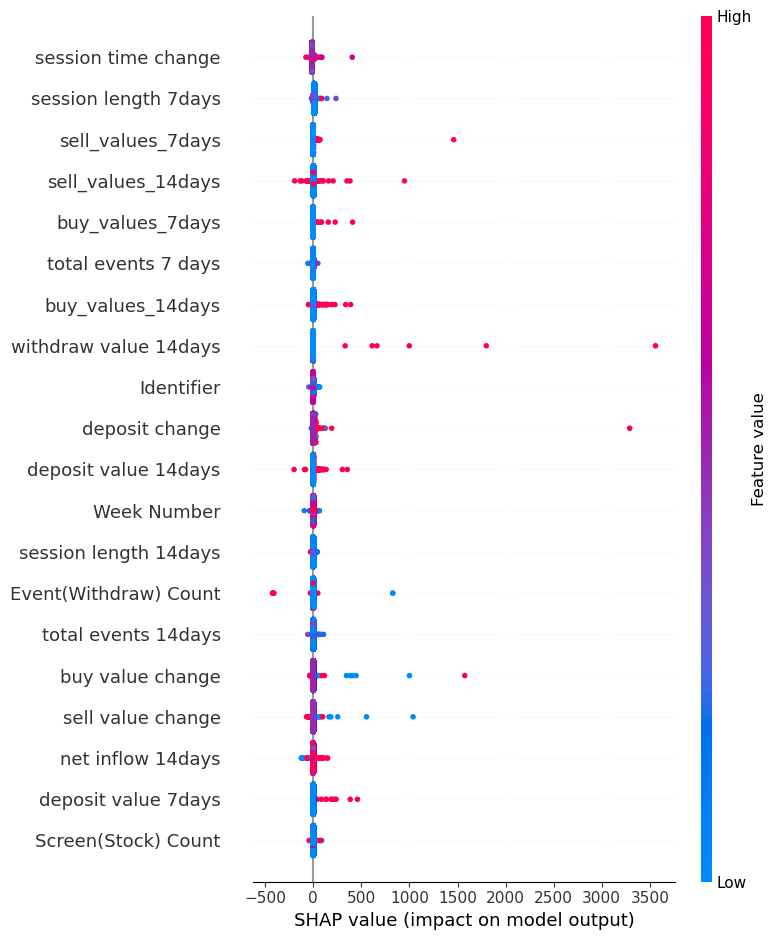 High
session time change
session length 7days
sell_values_7days
sell_values_14days
buy_values_7days
total events 7 days
buy_values_14days
withdraw value 14days
Identifier
deposit change
deposit value 14days
Week Number
session length 14days
Event(Withdraw) Count
total events 14days
buy value change
sell value change
net inflow 14days
deposit value 7days
Screen(Stock) Count
Feature value
Low
−500 0 500 1000 1500 2000 2500 3000 3500
SHAP value (impact on model output)